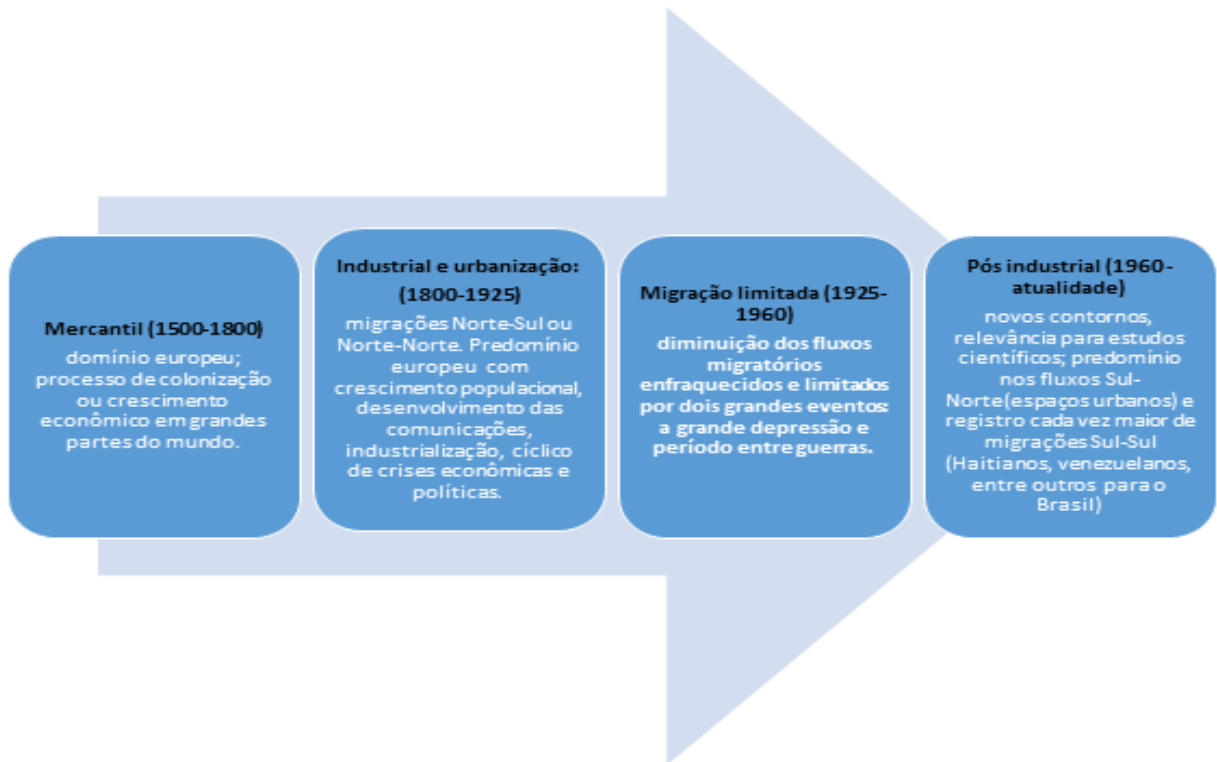 Mercantil (1500-1800)
domínio europeu;
processo de colonização
ou crescimento
econômico em grandes
partes do mundo.
Industrial e urbanização:
(1800-1925)
migrações Norte-Sul ou
Norte-Norte. Predomínio
europeu com
crescimento populacional,
desenvolvimento das
comunicações,
industrialização, cíclico
de crises econômicas e
políticas.
Migração limitada (1925-
1960)
diminuição dos fluxos
migratórios
enfraquecidos e limitados
por dois grandes eventos:
a grande depressão e
período entre guerras.
Pós industrial (1960-
atualidade)
novos contornos,
relevância para estudos
científicos; predomínio
nos fluxos Sul-
Norte(espaços urbanos) e
registro cada vez maior de
migrações Sul-Sul
(Haitianos, venezuelanos,
entre outros para o
Brasil)